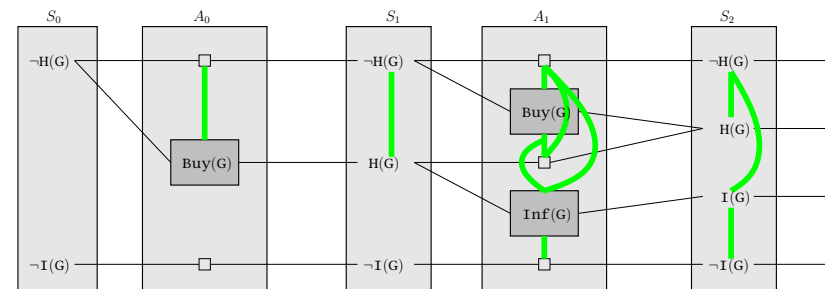 S₀ A₀ S₁ A₁ S₂
¬H(G) ¬H(G) ¬H(G)
Buy(G)
H(G)
Buy(G) H(G)
I(G)
Inf(G)
¬I(G) ¬I(G) ¬I(G)